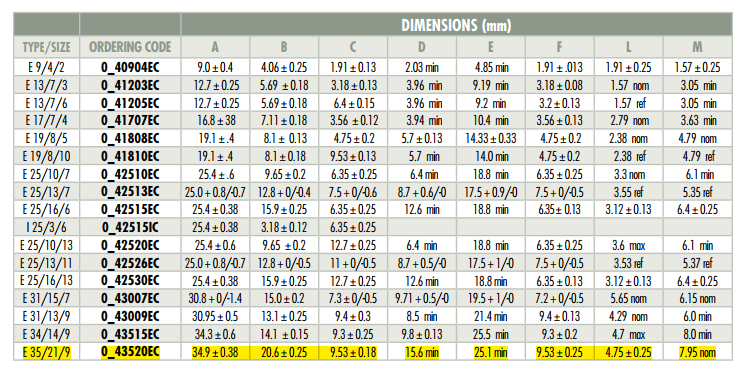 DIMENSIONS (mm)
TYPE/SIZE ORDERING CODE A B C D E F L M
E 9/4/2 0_40904EC 9.0 ± 0.4 4.06 ± 0.25 1.91 ± 0.13 2.03 min 4.85 min 1.91 ± .013 1.91 ± 0.25 1.57 ± 0.25
E 13/7/3 0_41203EC 12.7 ± 0.25 5.69 ± 0.18 3.18 ± 0.13 3.96 min 9.19 min 3.18 ± 0.08 1.57 nom 3.05 min
E 13/7/6 0_41205EC 12.7 ± 0.25 5.69 ± 0.18 6.4 ± 0.15 3.96 min 9.2 min 3.2 ± 0.13 1.57 ref 3.05 min
E 17/7/4 0_41707EC 16.8 ± 38 7.11 ± 0.18 3.56 ± 0.12 3.94 min 10.4 min 3.56 ± 0.13 2.79 nom 3.63 min
E 19/8/5 0_41808EC 19.1 ± .4 8.1 ± 0.13 4.75 ± 0.2 5.7 ± 0.13 14.33 ± 0.33 4.75 ± 0.2 2.38 nom 4.79 nom
E 19/8/10 0_41810EC 19.1 ± .4 8.1 ± 0.18 9.53 ± 0.13 5.7 min 14.0 min 4.75 ± 0.2 2.38 ref 4.79 ref
E 25/10/7 0_42510EC 25.4 ± .6 9.65 ± 0.2 6.35 ± 0.25 6.4 min 18.8 min 6.35 ± 0.25 3.3 nom 6.1 min
E 25/13/7 0_42513EC 25.0 + 0.8/-0.7 12.8 + 0/-0.4 7.5 + 0/-0.6 8.7 + 0.6/-0 17.5 + 0.9/-0 7.5 + 0/-0.5 3.55 ref 5.35 ref
E 25/16/6 0_42515EC 25.4 ± 0.38 15.9 ± 0.25 6.35 ± 0.25 12.6 min 18.8 min 6.35 ± 0.13 3.12 ± 0.13 6.4 ± 0.25
I 25/3/6 0_42515IC 25.4 ± 0.38 3.18 ± 0.12 6.35 ± 0.25
E 25/10/13 0_42520EC 25.4 ± 0.6 9.65 ± 0.2 12.7 ± 0.25 6.4 min 18.8 min 6.35 ± 0.25 3.6 max 6.1 min
E 25/13/11 0_42526EC 25.0 + 0.8/-0.7 12.8 + 0/-0.5 11 + 0/-0.5 8.7 + 0.5/-0 17.5 + 1/-0 7.5 + 0/-0.5 3.53 ref 5.37 ref
E 25/16/13 0_42530EC 25.4 ± 0.38 15.9 ± 0.25 12.7 ± 0.25 12.6 min 18.8 min 6.35 ± 0.25 3.12 ± 0.13 6.4 ± 0.25
E 31/15/7 0_43007EC 30.8 + 0/-1.4 15.0 ± 0.2 7.3 + 0/-0.5 9.71 + 0.5/-0 19.5 + 1/-0 7.2 + 0/-0.5 5.65 nom 6.15 nom
E 31/13/9 0_43009EC 30.95 ± 0.5 13.1 ± 0.25 9.4 ± 0.3 8.5 min 21.4 min 9.4 ± 0.13 4.29 nom 6.0 min
E 34/14/9 0_43515EC 34.3 ± 0.6 14.1 ± 0.15 9.3 ± 0.25 9.8 ± 0.13 25.5 min 9.3 ± 0.2 4.7 max 8.0 min
E 35/21/9 0_43520EC 34.9 ± 0.38 20.6 ± 0.25 9.53 ± 0.18 15.6 min 25.1 min 9.53 ± 0.25 4.75 ± 0.25 7.95 nom